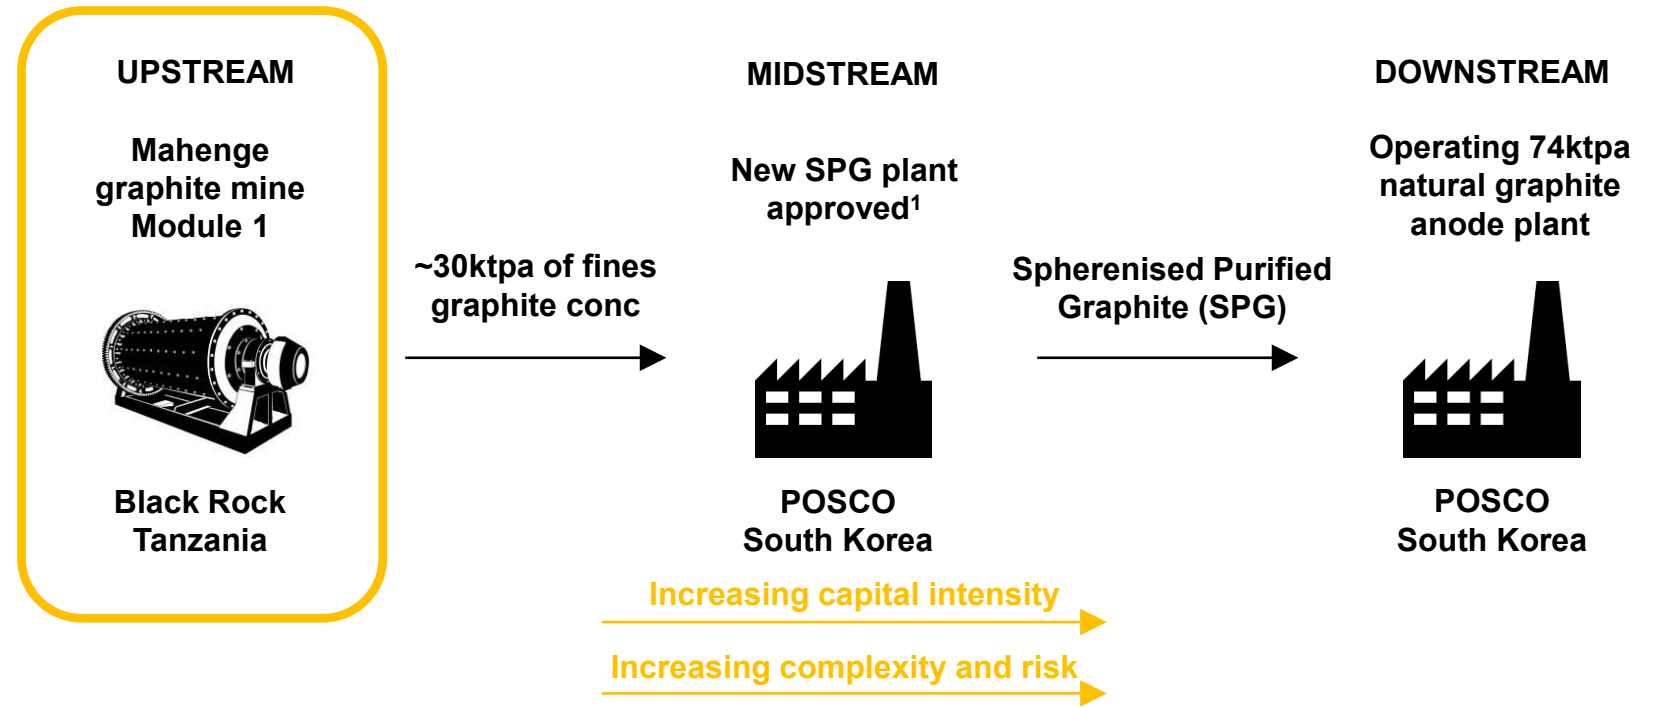 UPSTREAM
Mahenge
graphite mine
Module 1
Black Rock
Tanzania
~30ktpa of fines
graphite conc
MIDSTREAM
New SPG plant
approved¹
POSCO
South Korea
Spherenised Purified
Graphite (SPG)
DOWNSTREAM
Operating 74ktpa
natural graphite
anode plant
POSCO
South Korea
Increasing capital intensity
Increasing complexity and risk